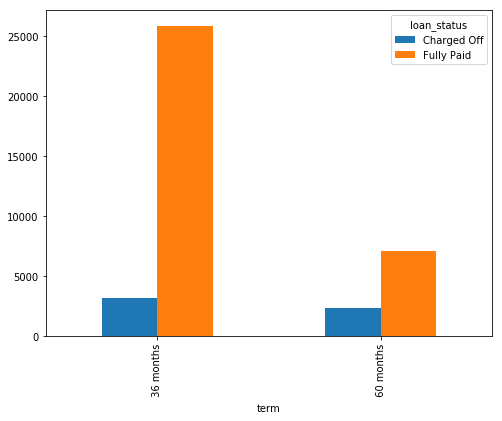 loan_status
Charged Off
Fully Paid
25000
20000
15000
10000
5000
0
36 months
60 months
term